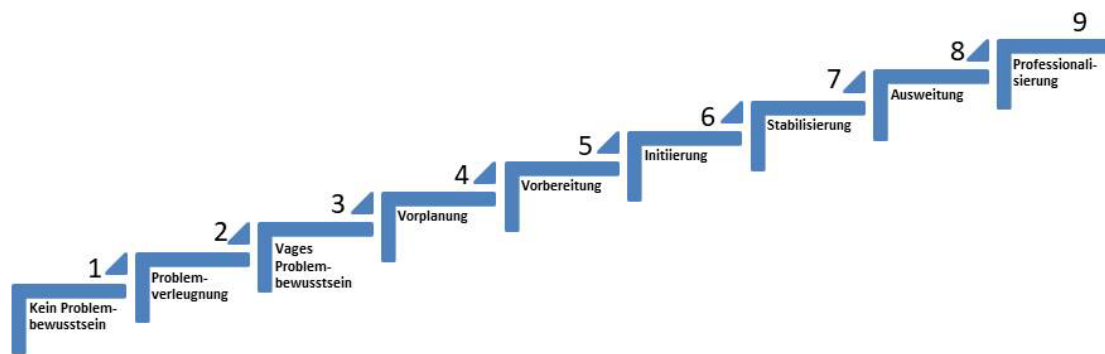 1
Kein Problem-
bewusstsein
2
Problem-
verleugnung
3
Vages
Problem-
bewusstsein
4
Vorplanung
5
Vorbereitung
6
Initiierung
7
Stabilisierung
8
Ausweitung
9
Professionali-
sierung